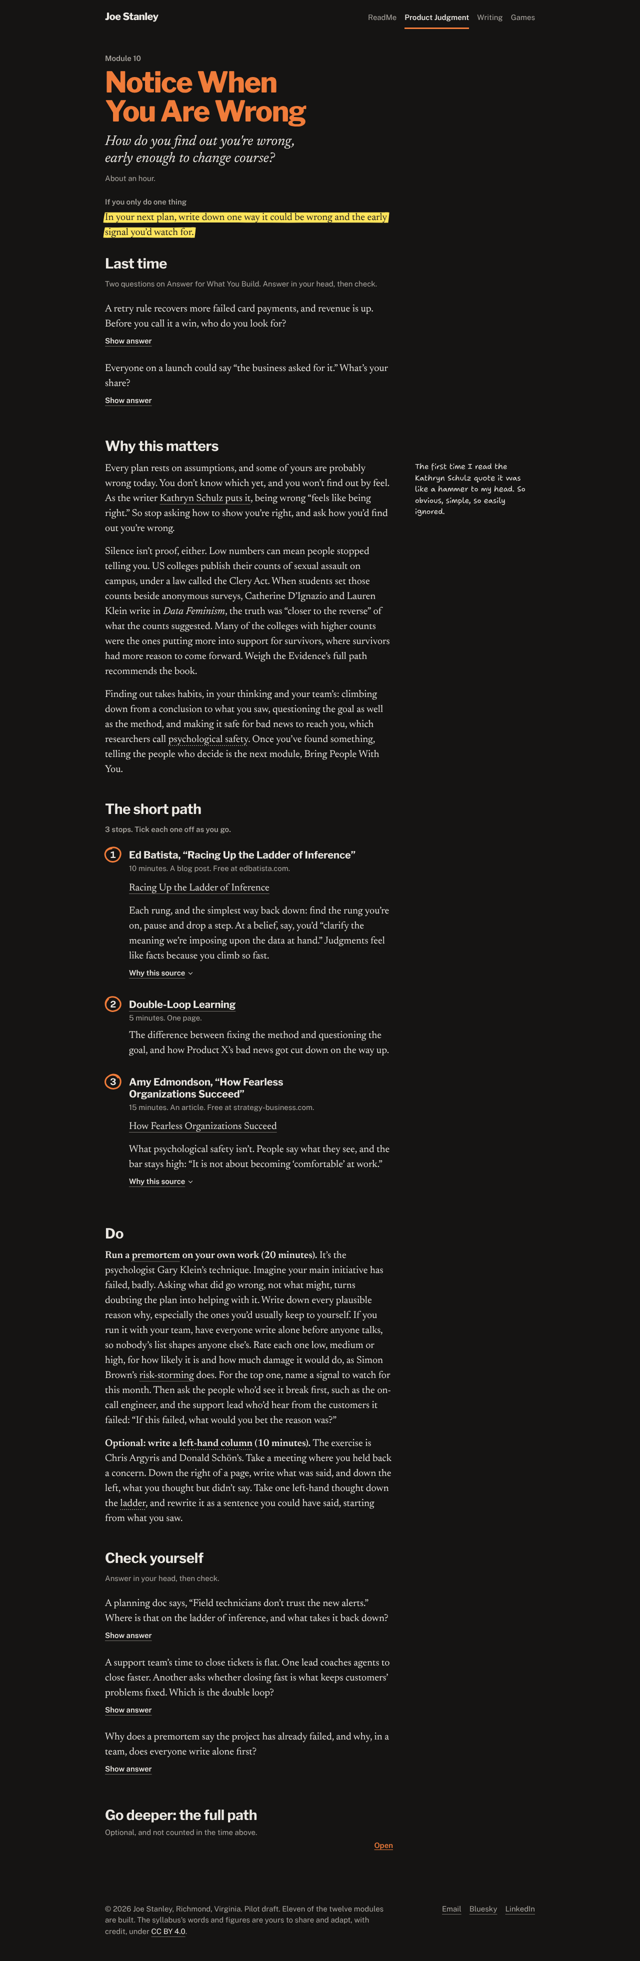 Joe Stanley
ReadMe Product Judgment Writing Games
Module 10
Notice When
You Are Wrong
How do you find out you're wrong,
early enough to change course?
About an hour.
If you only do one thing
In your next plan, write down one way it could be wrong and the early
signal you'd watch for.
Last time
Two questions on Answer for What You Build. Answer in your head, then check.
A retry rule recovers more failed card payments, and revenue is up.
Before you call it a win, who do you look for?
Show answer
Everyone on a launch could say “the business asked for it.” What's your
share?
Show answer
Why this matters
Every plan rests on assumptions, and some of yours are probably
wrong today. You don't know which yet, and you won't find out by feel.
As the writer Kathryn Schulz puts it, being wrong “feels like being
right.” So stop asking how to show you're right, and ask how you'd find
out you're wrong.
The first time I read the
Kathryn Schulz quote it was
like a hammer to my head. So
obvious, simple, so easily
ignored.
Silence isn't proof, either. Low numbers can mean people stopped
telling you. US colleges publish their counts of sexual assault on
campus, under a law called the Clery Act. When students set those
counts beside anonymous surveys, Catherine D'Ignazio and Lauren
Klein write in Data Feminism, the truth was “closer to the reverse” of
what the counts suggested. Many of the colleges with higher counts
were the ones putting more into support for survivors, where survivors
had more reason to come forward. Weigh the Evidence's full path
recommends the book.
Finding out takes habits, in your thinking and your team's: climbing
down from a conclusion to what you saw, questioning the goal as well
as the method, and making it safe for bad news to reach you, which
researchers call psychological safety. Once you've found something,
telling the people who decide is the next module, Bring People With
You.
The short path
3 stops. Tick each one off as you go.
1 Ed Batista, “Racing Up the Ladder of Inference”
10 minutes. A blog post. Free at edbatista.com.
Racing Up the Ladder of Inference
Each rung, and the simplest way back down: find the rung you're
on, pause and drop a step. At a belief, say, you'd “clarify the
meaning we're imposing upon the data at hand.” Judgments feel
like facts because you climb so fast.
Why this source
2 Double-Loop Learning
5 minutes. One page.
The difference between fixing the method and questioning the
goal, and how Product X's bad news got cut down on the way up.
3 Amy Edmondson, “How Fearless
Organizations Succeed”
15 minutes. An article. Free at strategy-business.com.
How Fearless Organizations Succeed
What psychological safety isn't. People say what they see, and the
bar stays high: “It is not about becoming ‘comfortable’ at work.”
Why this source
Do
Run a premortem on your own work (20 minutes). It's the
psychologist Gary Klein's technique. Imagine your main initiative has
failed, badly. Asking what did go wrong, not what might, turns
doubting the plan into helping with it. Write down every plausible
reason why, especially the ones you'd usually keep to yourself. If you
run it with your team, have everyone write alone before anyone talks,
so nobody's list shapes anyone else's. Rate each one low, medium or
high, for how likely it is and how much damage it would do, as Simon
Brown's risk-storming does. For the top one, name a signal to watch for
this month. Then ask the people who'd see it break first, such as the on-
call engineer, and the support lead who'd hear from the customers it
failed: “If this failed, what would you bet the reason was?”
Optional: write a left-hand column (10 minutes). The exercise is
Chris Argyris and Donald Schön's. Take a meeting where you held back
a concern. Down the right of a page, write what was said, and down the
left, what you thought but didn't say. Take one left-hand thought down
the ladder, and rewrite it as a sentence you could have said, starting
from what you saw.
Check yourself
Answer in your head, then check.
A planning doc says, “Field technicians don't trust the new alerts.”
Where is that on the ladder of inference, and what takes it back down?
Show answer
A support team's time to close tickets is flat. One lead coaches agents to
close faster. Another asks whether closing fast is what keeps customers'
problems fixed. Which is the double loop?
Show answer
Why does a premortem say the project has already failed, and why, in a
team, does everyone write alone first?
Show answer
Go deeper: the full path
Optional, and not counted in the time above.
Open
© 2026 Joe Stanley, Richmond, Virginia. Pilot draft. Eleven of the twelve modules
are built. The syllabus's words and figures are yours to share and adapt, with
credit, under CC BY 4.0.
Email Bluesky LinkedIn